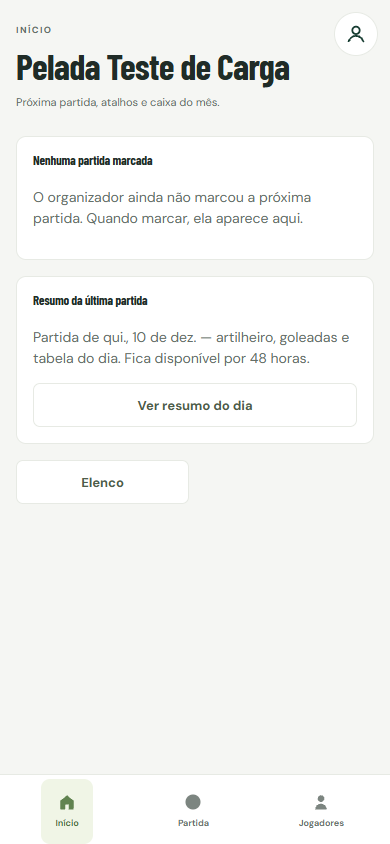 INÍCIO
Pelada Teste de Carga
Próxima partida, atalhos e caixa do mês.
Nenhuma partida marcada
O organizador ainda não marcou a próxima
partida. Quando marcar, ela aparece aqui.
Resumo da última partida
Partida de qui., 10 de dez. — artilheiro, goleadas e
tabela do dia. Fica disponível por 48 horas.
Ver resumo do dia
Elenco
Início
Partida
Jogadores